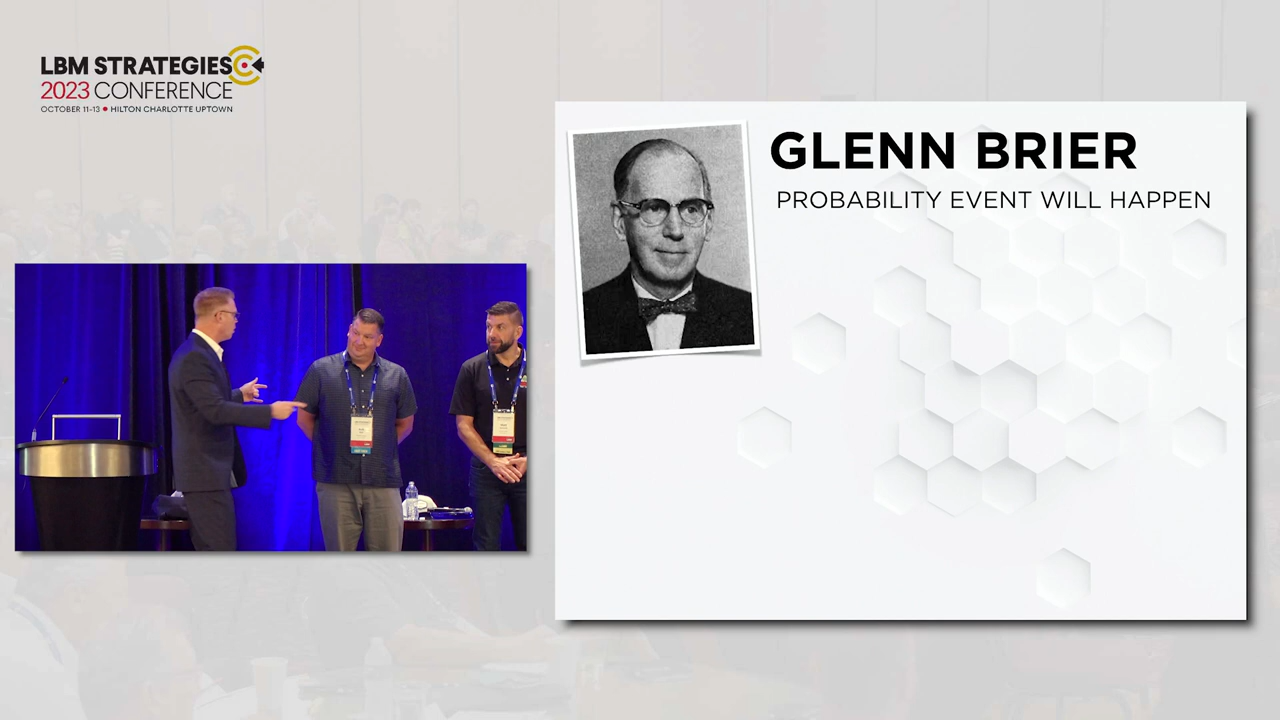 LBM STRATEGIES
2023 CONFERENCE
OCTOBER 11-13 • HILTON CHARLOTTE UPTOWN
GLENN BRIER
PROBABILITY EVENT WILL HAPPEN